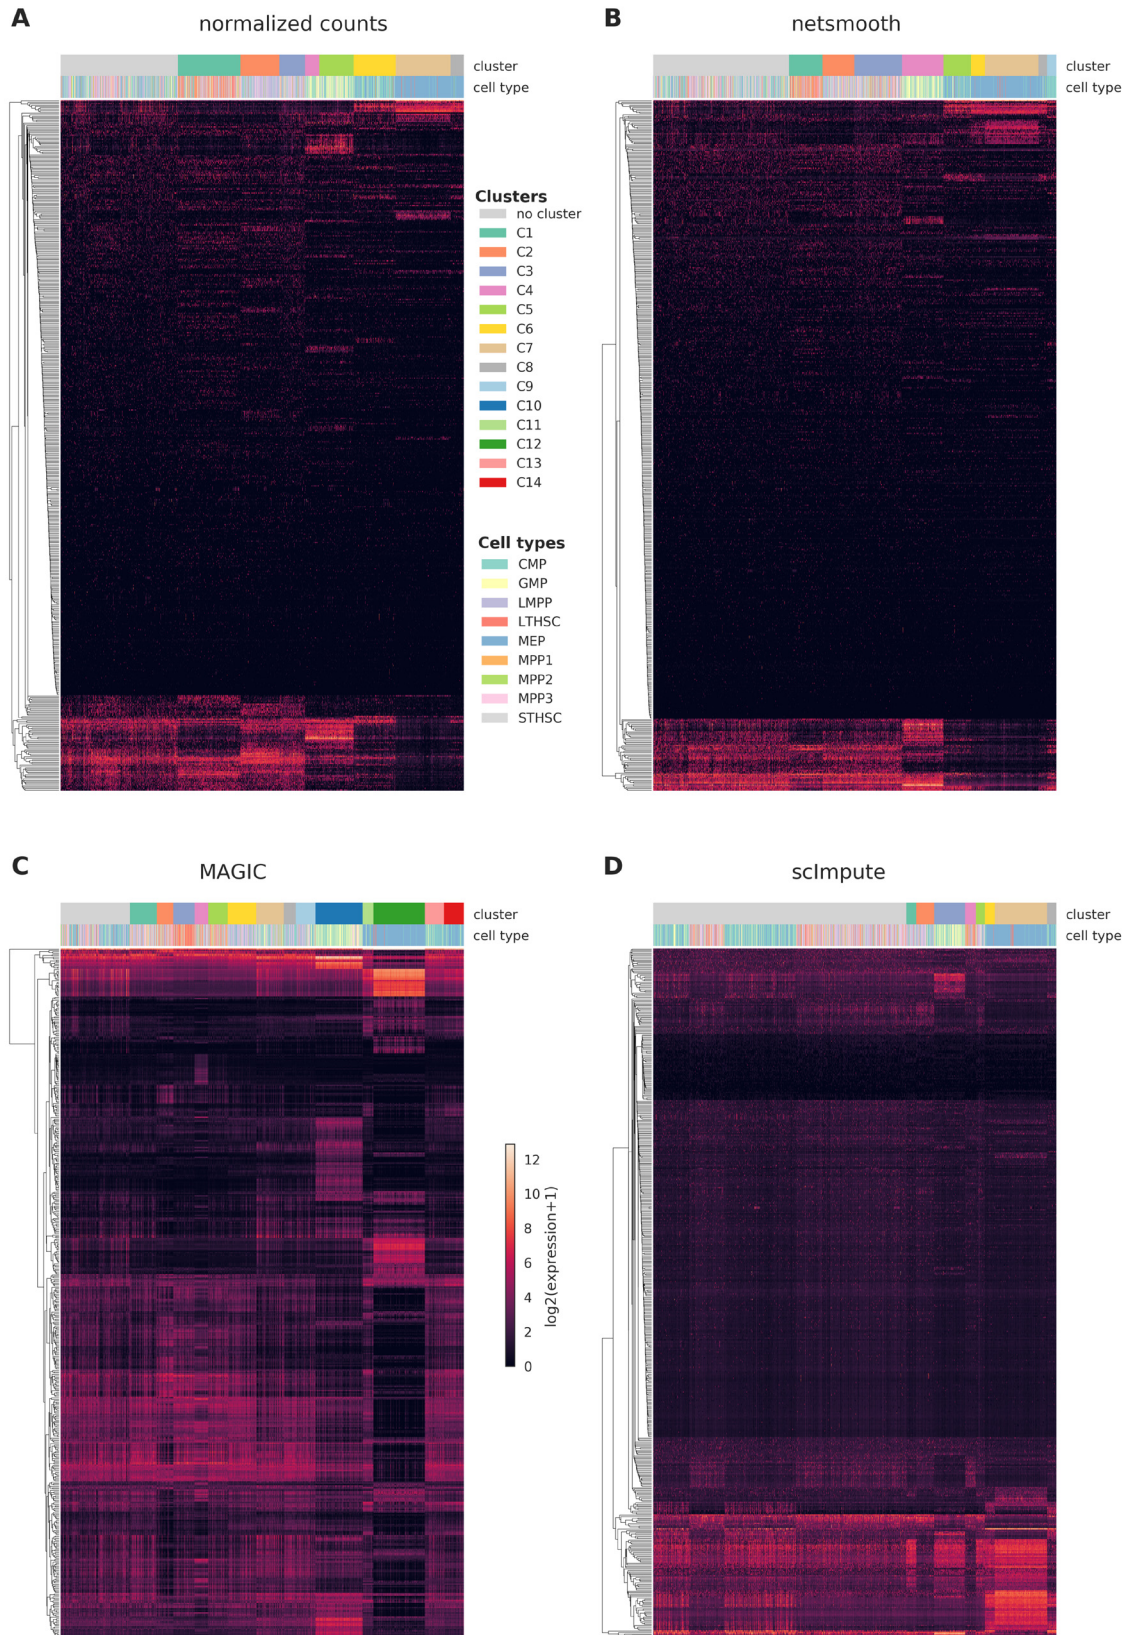 A
normalized counts
B
netsmooth
cluster
cell type
cluster
cell type
Clusters
no cluster
C1
C2
C3
C4
C5
C6
C7
C8
C9
C10
C11
C12
C13
C14
Cell types
CMP
GMP
LMPP
LTHSC
MEP
MPP1
MPP2
MPP3
STHSC
C
MAGIC
D
scImpute
cluster
cell type
cluster
cell type
12
10
8
6
4
2
0
log2(expression+1)